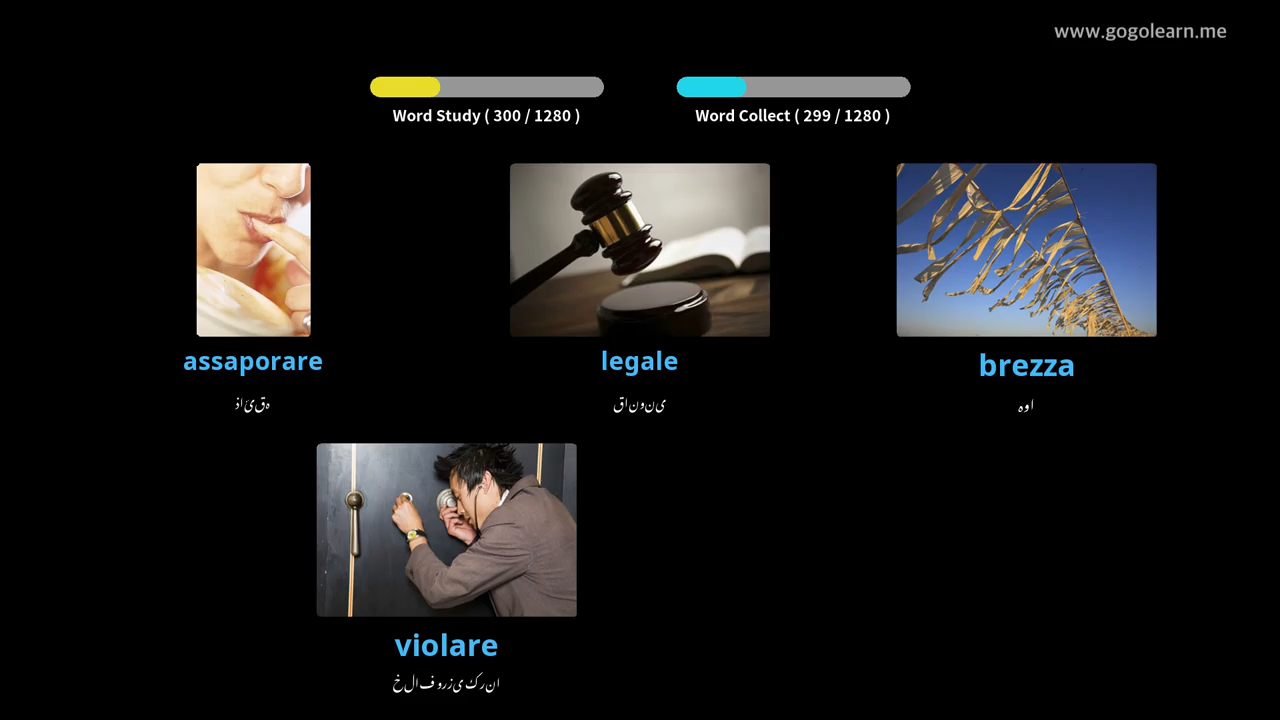 www.gogolearn.me
Word Study ( 300 / 1280 )
Word Collect ( 299 / 1280 )
assaporare
legale
brezza
ذائقہ
قانونی
ہوا
violare
خلاف ورزی کرنا